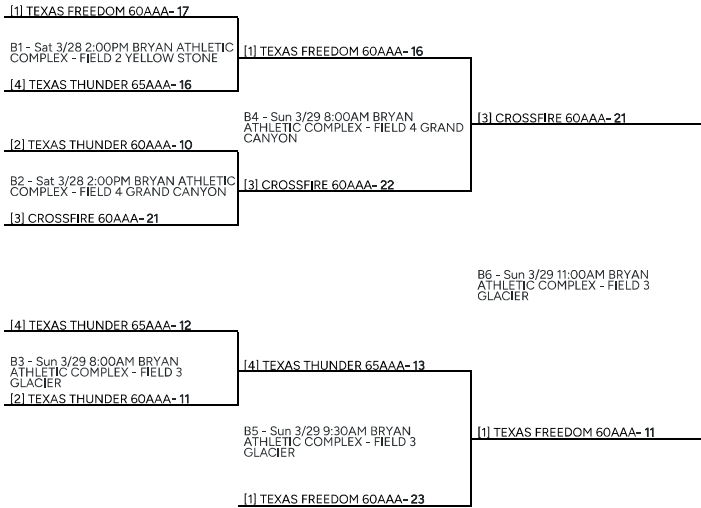 [1] TEXAS FREEDOM 60AAA- 17
B1 - Sat 3/28 2:00PM BRYAN ATHLETIC
COMPLEX - FIELD 2 YELLOW STONE
[4] TEXAS THUNDER 65AAA- 16
[1] TEXAS FREEDOM 60AAA- 16
B4 - Sun 3/29 8:00AM BRYAN
ATHLETIC COMPLEX - FIELD 4 GRAND
CANYON
[3] CROSSFIRE 60AAA- 21
[2] TEXAS THUNDER 60AAA- 10
B2 - Sat 3/28 2:00PM BRYAN ATHLETIC
COMPLEX - FIELD 4 GRAND CANYON
[3] CROSSFIRE 60AAA- 22
[3] CROSSFIRE 60AAA- 21
B6 - Sun 3/29 11:00AM BRYAN
ATHLETIC COMPLEX - FIELD 3
GLACIER
[4] TEXAS THUNDER 65AAA- 12
B3 - Sun 3/29 8:00AM BRYAN
ATHLETIC COMPLEX - FIELD 3
GLACIER
[2] TEXAS THUNDER 60AAA- 11
[4] TEXAS THUNDER 65AAA- 13
B5 - Sun 3/29 9:30AM BRYAN
ATHLETIC COMPLEX - FIELD 3
GLACIER
[1] TEXAS FREEDOM 60AAA- 11
[1] TEXAS FREEDOM 60AAA- 23